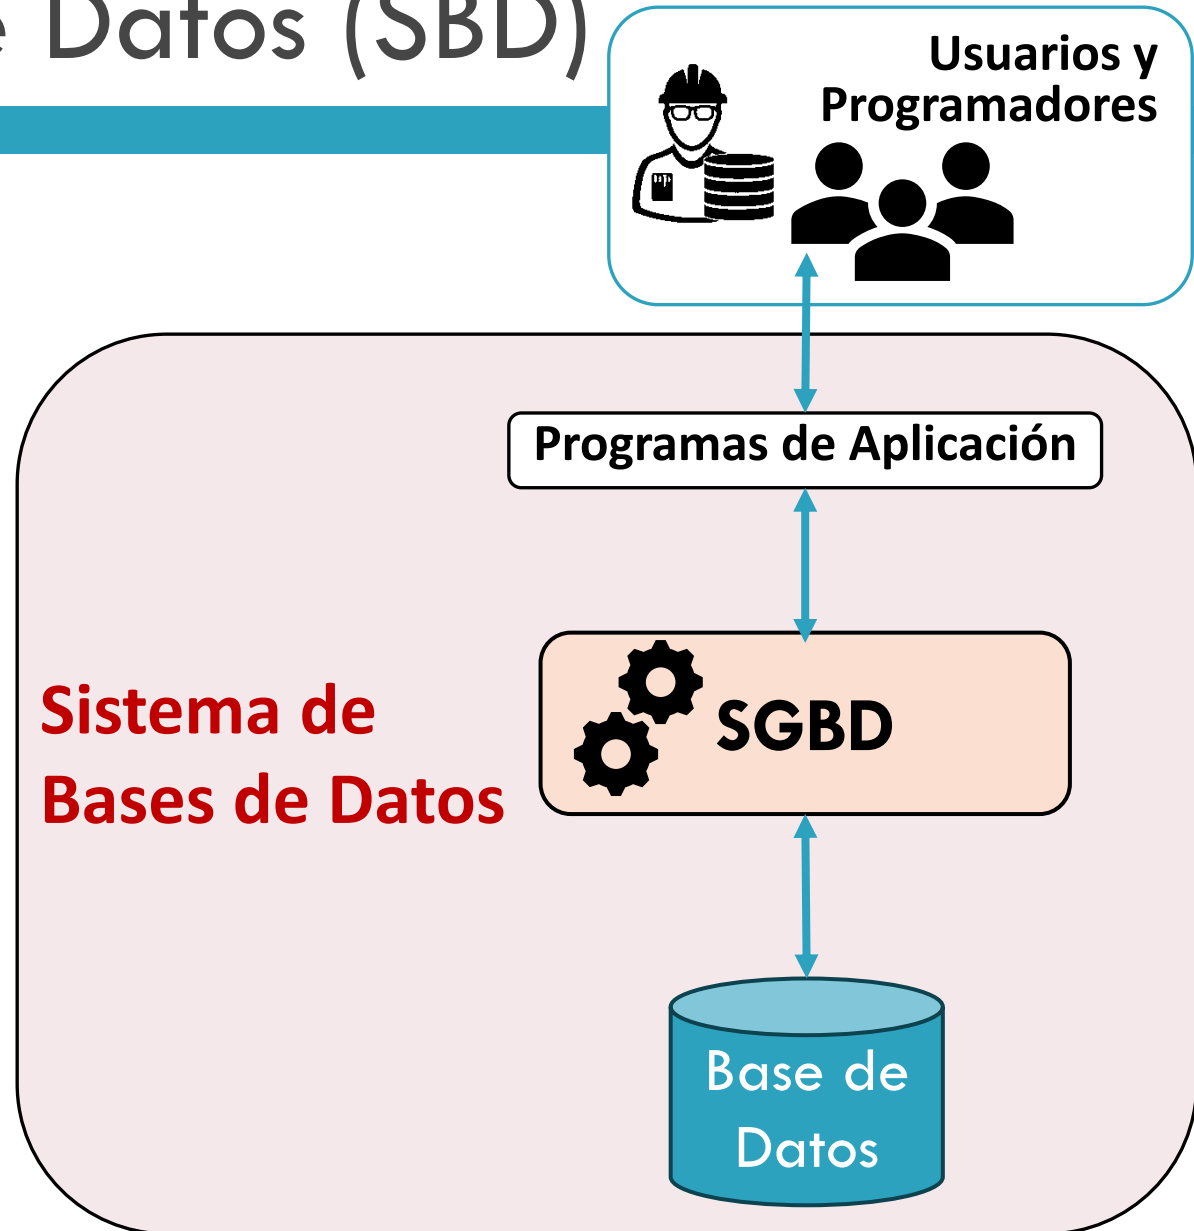 e Datos (SBD)
Usuarios y
Programadores
Programas de Aplicación
SGBD
Sistema de
Bases de Datos
Base de
Datos